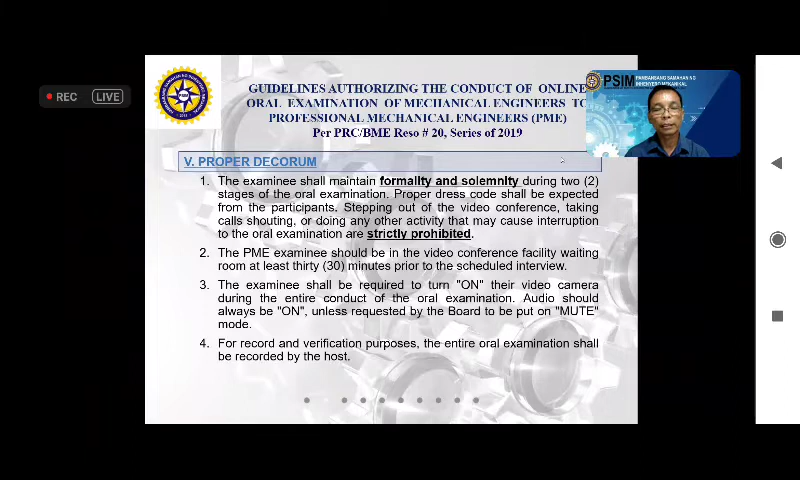 REC LIVE
GUIDELINES AUTHORIZING THE CONDUCT OF ONLINE
ORAL EXAMINATION OF MECHANICAL ENGINEERS TO
PROFESSIONAL MECHANICAL ENGINEERS (PME)
Per PRC/BME Reso # 20, Series of 2019
PSIM PAMBANSANG SAMAHAN NG
INHENYERO MEKANIKAL
V. PROPER DECORUM
1. The examinee shall maintain formality and solemnity during two (2)
stages of the oral examination. Proper dress code shall be expected
from the participants. Stepping out of the video conference, taking
calls shouting, or doing any other activity that may cause interruption
to the oral examination are strictly prohibited.
2. The PME examinee should be in the video conference facility waiting
room at least thirty (30) minutes prior to the scheduled interview.
3. The examinee shall be required to turn "ON" their video camera
during the entire conduct of the oral examination. Audio should
always be "ON", unless requested by the Board to be put on "MUTE"
mode.
4. For record and verification purposes, the entire oral examination shall
be recorded by the host.